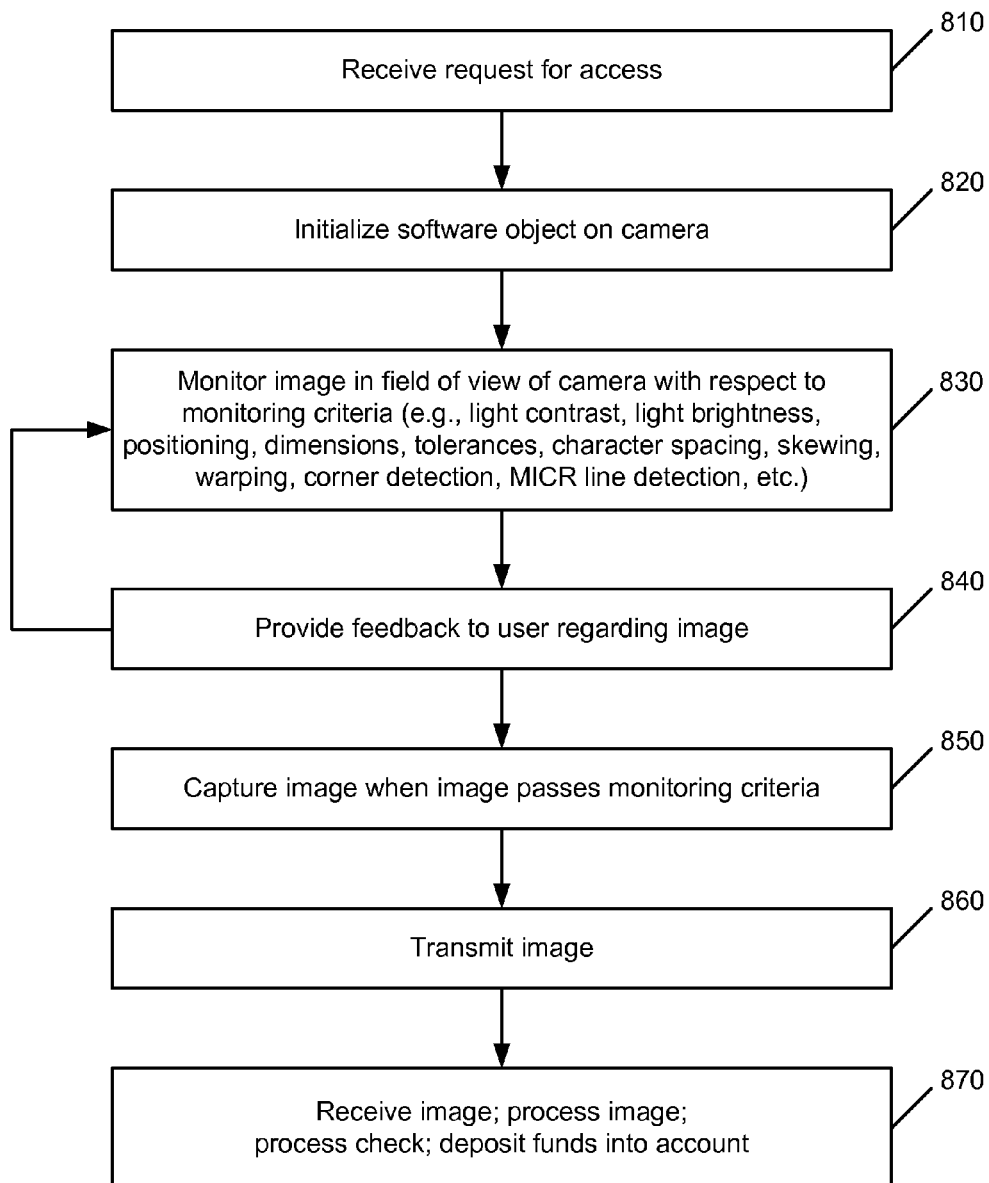 810
Receive request for access
820
Initialize software object on camera
830
Monitor image in field of view of camera with respect to
monitoring criteria (e.g., light contrast, light brightness,
positioning, dimensions, tolerances, character spacing, skewing,
warping, corner detection, MICR line detection, etc.)
840
Provide feedback to user regarding image
850
Capture image when image passes monitoring criteria
860
Transmit image
870
Receive image; process image;
process check; deposit funds into account